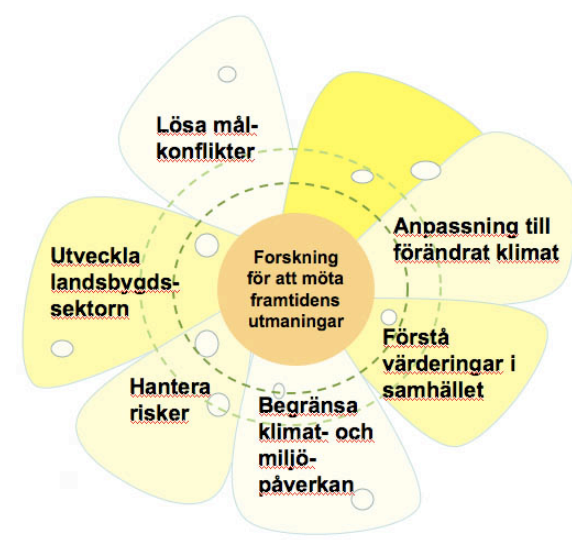 Lösa mål-
konflikter
Anpassning till
förändrat klimat
Utveckla
landsbygds-
sektorn
Forskning
för att möta
framtidens
utmaningar
Förstå
värderingar i
samhället
Hantera
risker
Begränsa
klimat- och
miljö-
påverkan